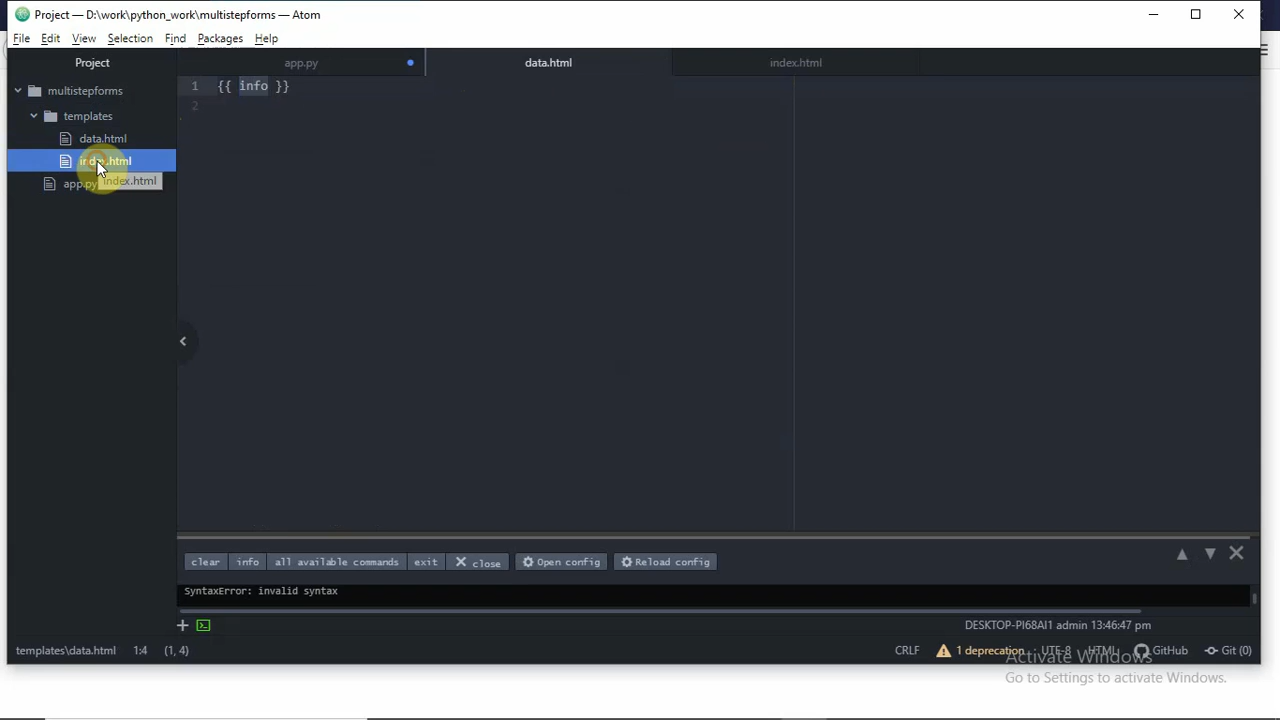 Project — D:\work\python_work\multistepforms — Atom
File Edit View Selection Find Packages Help
Project
app.py
data.html
index.html
multistepforms
templates
data.html
index.html
app.py
index.html
1 {{ info }}
2
clear info all available commands exit close Open config Reload config
SyntaxError: invalid syntax
DESKTOP-PI68AI1 admin 13:46:47 pm
templates\data.html 1:4 (1, 4) CRLF 1 deprecation UTF-8 HTML GitHub Git (0)
Activate Windows
Go to Settings to activate Windows.